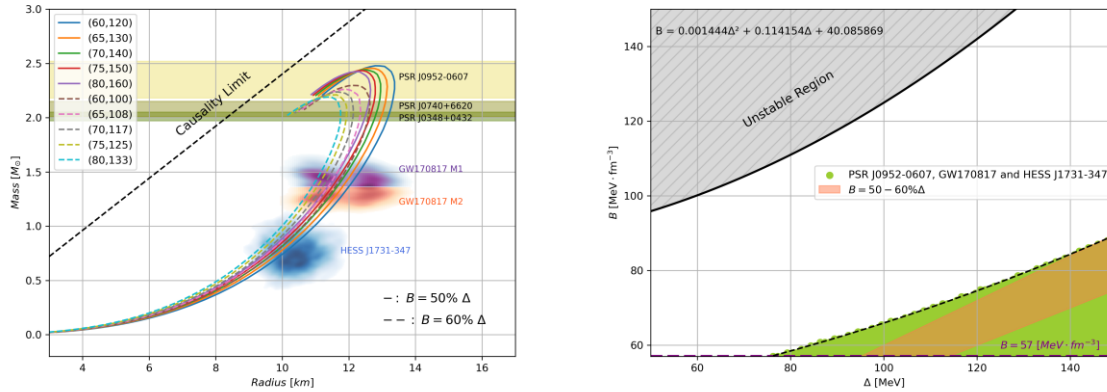 3.0
2.5
2.0
1.5
1.0
0.5
0.0
Mass [M⊙]
4
6
8
10
12
14
16
Radius [km]
(60,120)
(65,130)
(70,140)
(75,150)
(80,160)
(60,100)
(65,108)
(70,117)
(75,125)
(80,133)
Causality Limit
PSR J0952-0607
PSR J0740+6620
PSR J0348+0432
GW170817 M1
GW170817 M2
HESS J1731-347
– : B = 50% Δ
– – : B = 60% Δ
B = 0.001444Δ² + 0.114154Δ + 40.085869
Unstable Region
PSR J0952-0607, GW170817 and HESS J1731-347
B = 50 − 60%Δ
B = 57 [MeV · fm⁻³)
140
120
100
80
60
B [MeV · fm⁻³]
60
80
100
120
140
Δ [MeV]